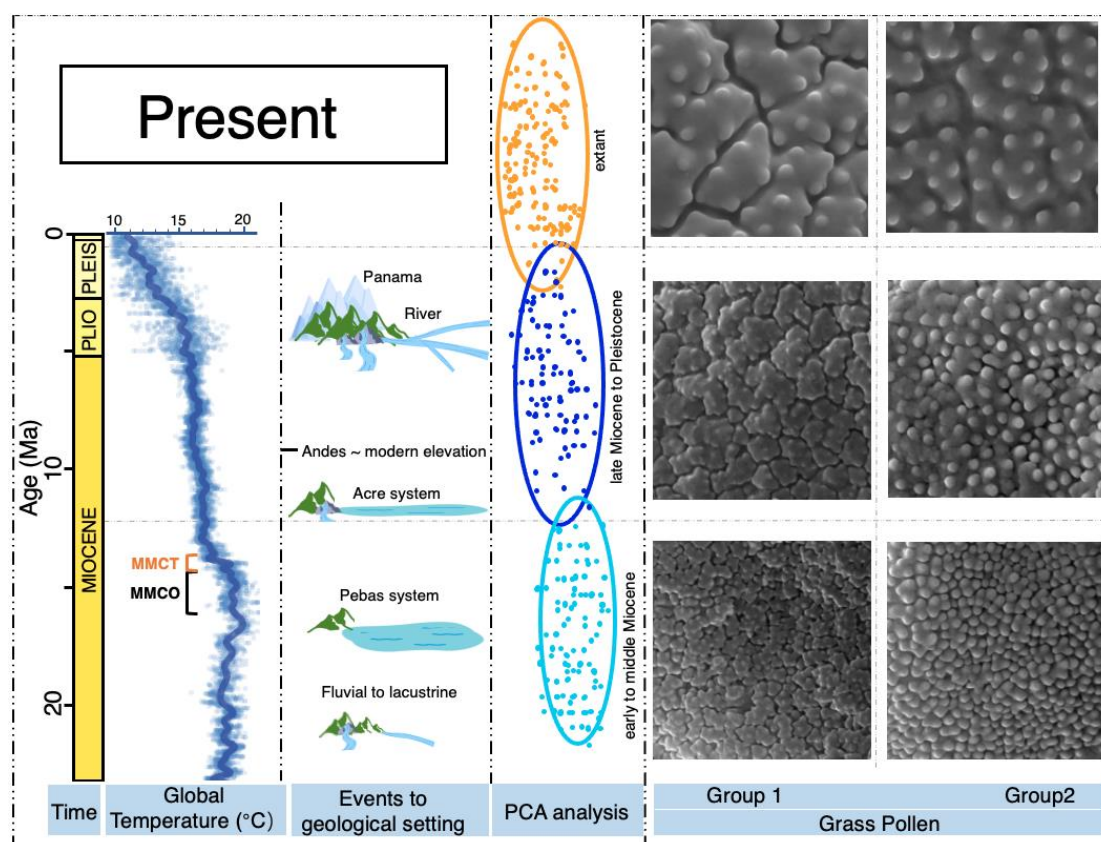 Present
10 15 20
0
10
20
Age (Ma)
PLEIS
PLIO
MIOCENE
MMCT
MMCO
Panama
River
Andes ~ modern elevation
Acre system
Pebas system
Fluvial to lacustrine
extant
late Miocene to Pleistocene
early to middle Miocene
Time
Global
Temperature (°C)
Events to
geological setting
PCA analysis
Group 1
Group2
Grass Pollen